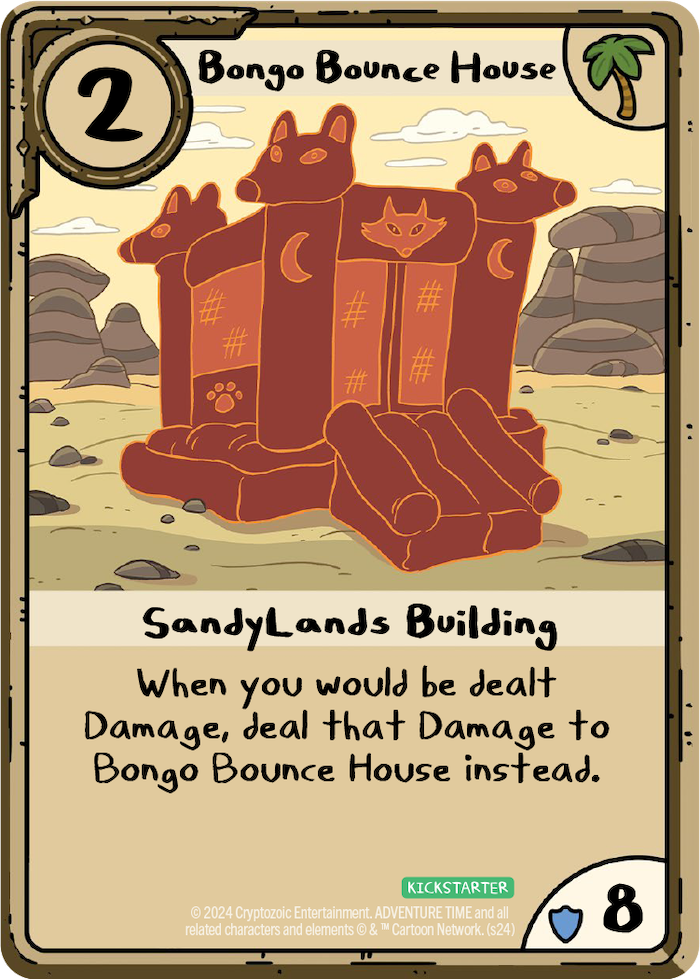 2
Bongo Bounce House
SandyLands Building
When you would be dealt
Damage, deal that Damage to
Bongo Bounce House instead.
KICKSTARTER
© 2024 Cryptozoic Entertainment. ADVENTURE TIME and all
related characters and elements © & ™ Cartoon Network. (s24)
8